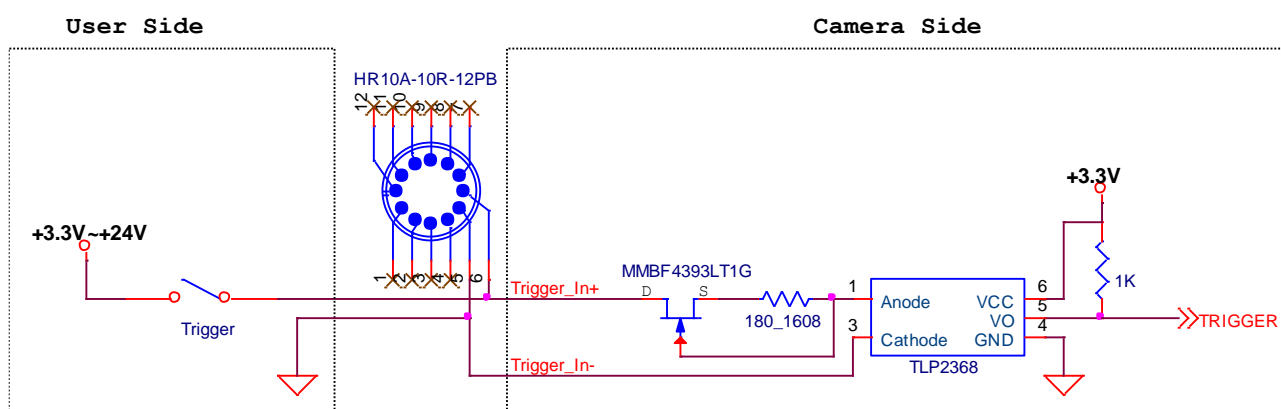 User Side
Camera Side
HR10A-10R-12PB
12
11
10
9
8
7
+3.3V
+3.3V~+24V
1
2
3
4
5
6
Trigger_In+
MMBF4393LT1G
D
S
180_1608
1
Anode
VCC
6
1K
VO
5
TRIGGER
3
Cathode
GND
4
Trigger
Trigger_In-
TLP2368